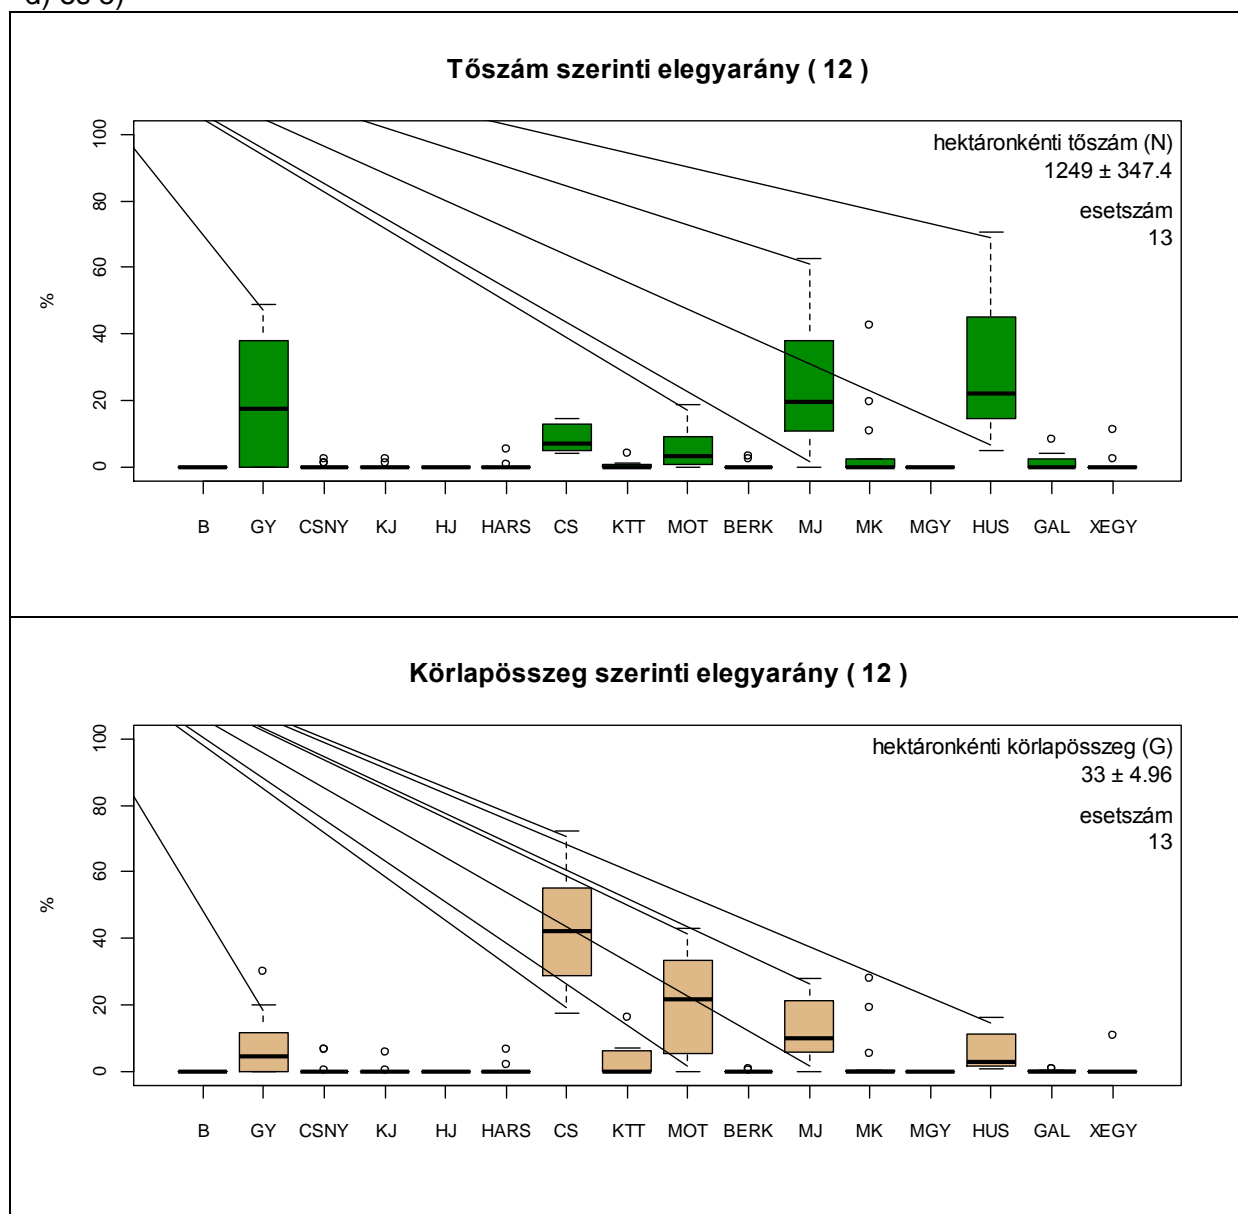 d) és e)
Tőszám szerinti elegyarány ( 12 )
hektáronkénti tőszám (N)
1249 ± 347.4
esetszám
13
100
80
60
40
20
0
%
B GY CSNY KJ HJ HARS CS KTT MOT BERK MJ MK MGY HUS GAL XEGY
Körlapösszeg szerinti elegyarány ( 12 )
hektáronkénti körlapösszeg (G)
33 ± 4.96
esetszám
13
100
80
60
40
20
0
%
B GY CSNY KJ HJ HARS CS KTT MOT BERK MJ MK MGY HUS GAL XEGY